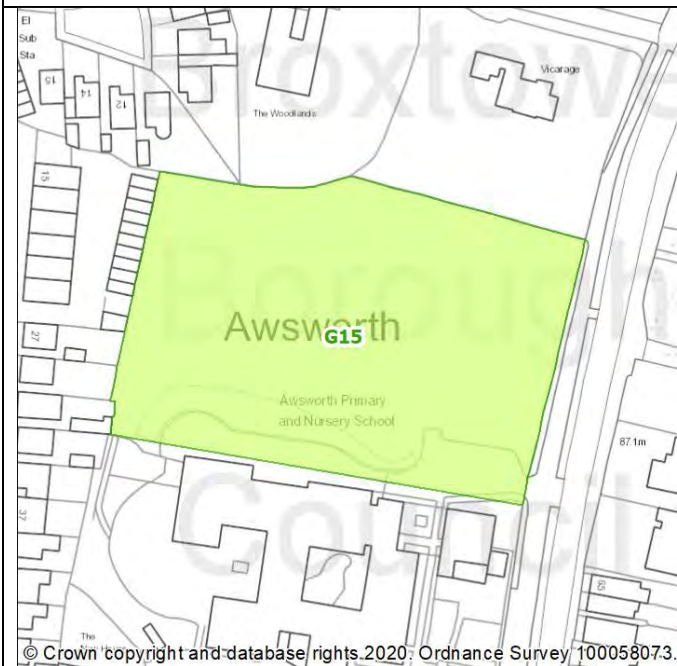 El
Sub
Sta
Broxtowe
Vicarage
15
14
12
The Woodlands
15
Borough
Awsworth
G15
27
Awsworth Primary
and Nursery School
87.1m
Council
37
65
The
© Crown copyright and database rights 2020. Ordnance Survey 100058073.